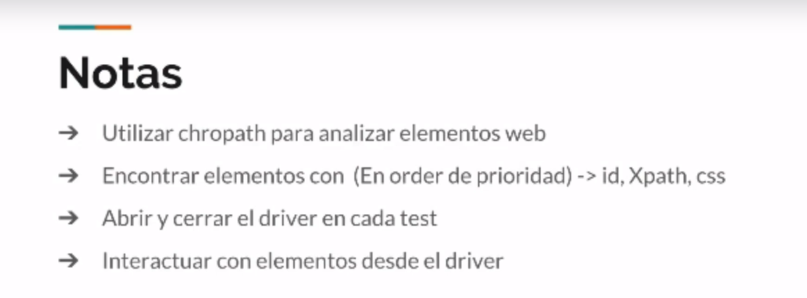 Notas
➔ Utilizar chropath para analizar elementos web
➔ Encontrar elementos con (En order de prioridad) -> id, Xpath, css
➔ Abrir y cerrar el driver en cada test
➔ Interactuar con elementos desde el driver